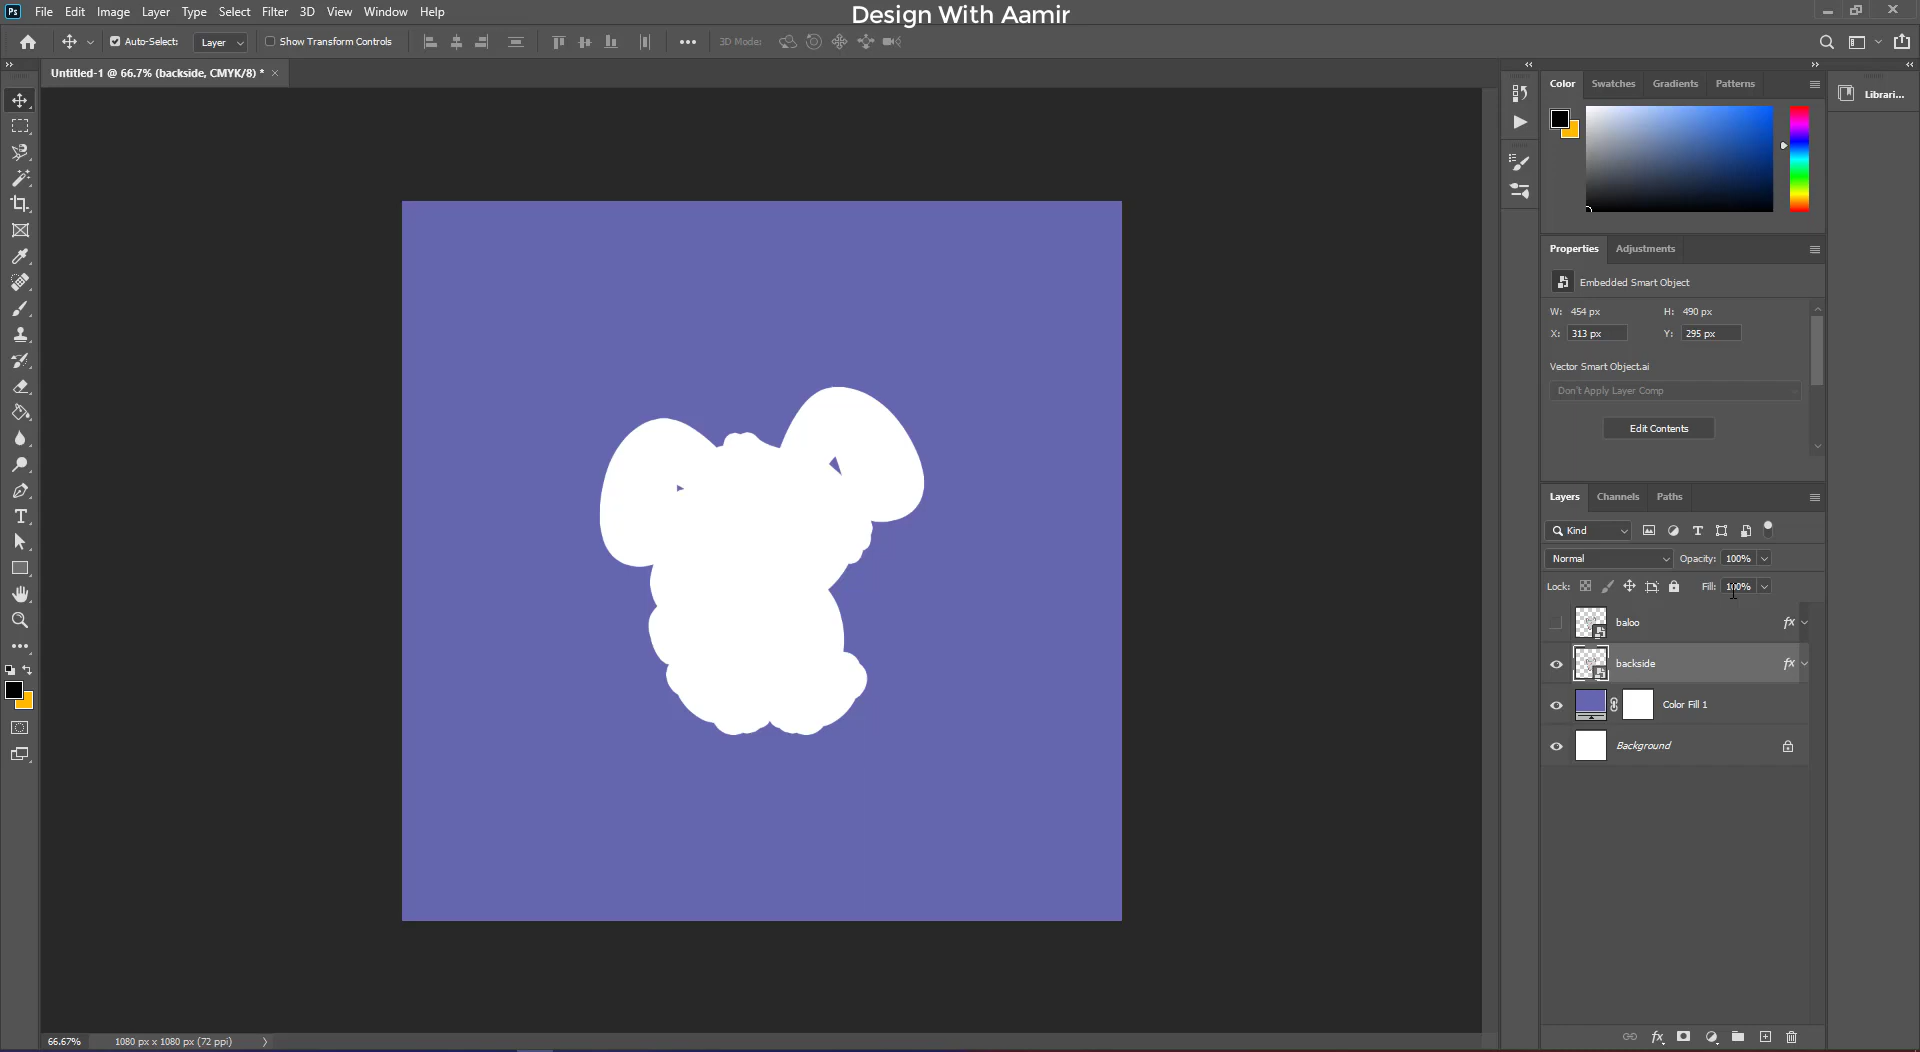 Ps File Edit Image Layer Type Select Filter 3D View Window Help
Design With Aamir
Auto-Select: Layer Show Transform Controls 3D Mode:
Untitled-1 @ 66.7% (backside, CMYK/8) * ×
Color Swatches Gradients Patterns
Librari...
Properties Adjustments
Embedded Smart Object
W: 454 px H: 490 px
X: 313 px Y: 295 px
Vector Smart Object.ai
Don't Apply Layer Comp
Edit Contents
Layers Channels Paths
Kind
Normal Opacity: 100%
Lock: Fill: 100%
baloo fx
backside fx
Color Fill 1
Background
fx
66.67% 1080 px x 1080 px (72 ppi)